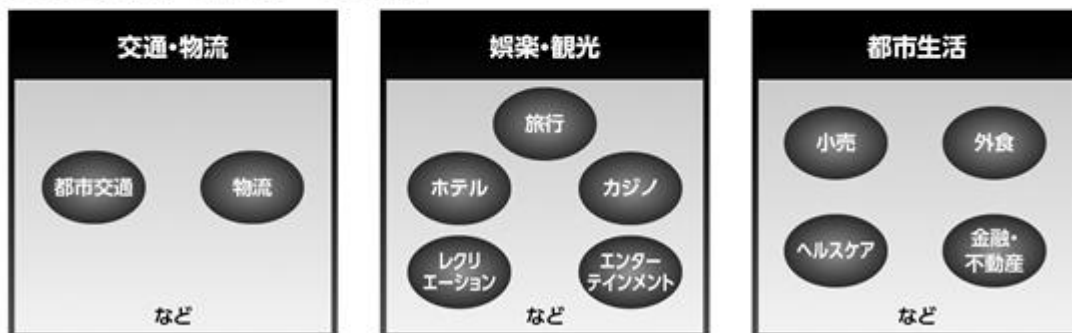 交通・物流
都市交通
物流
など
娯楽・観光
旅行
ホテル
カジノ
レクリ
エーション
エンター
テインメント
など
都市生活
小売
外食
ヘルスケア
金融・
不動産
など